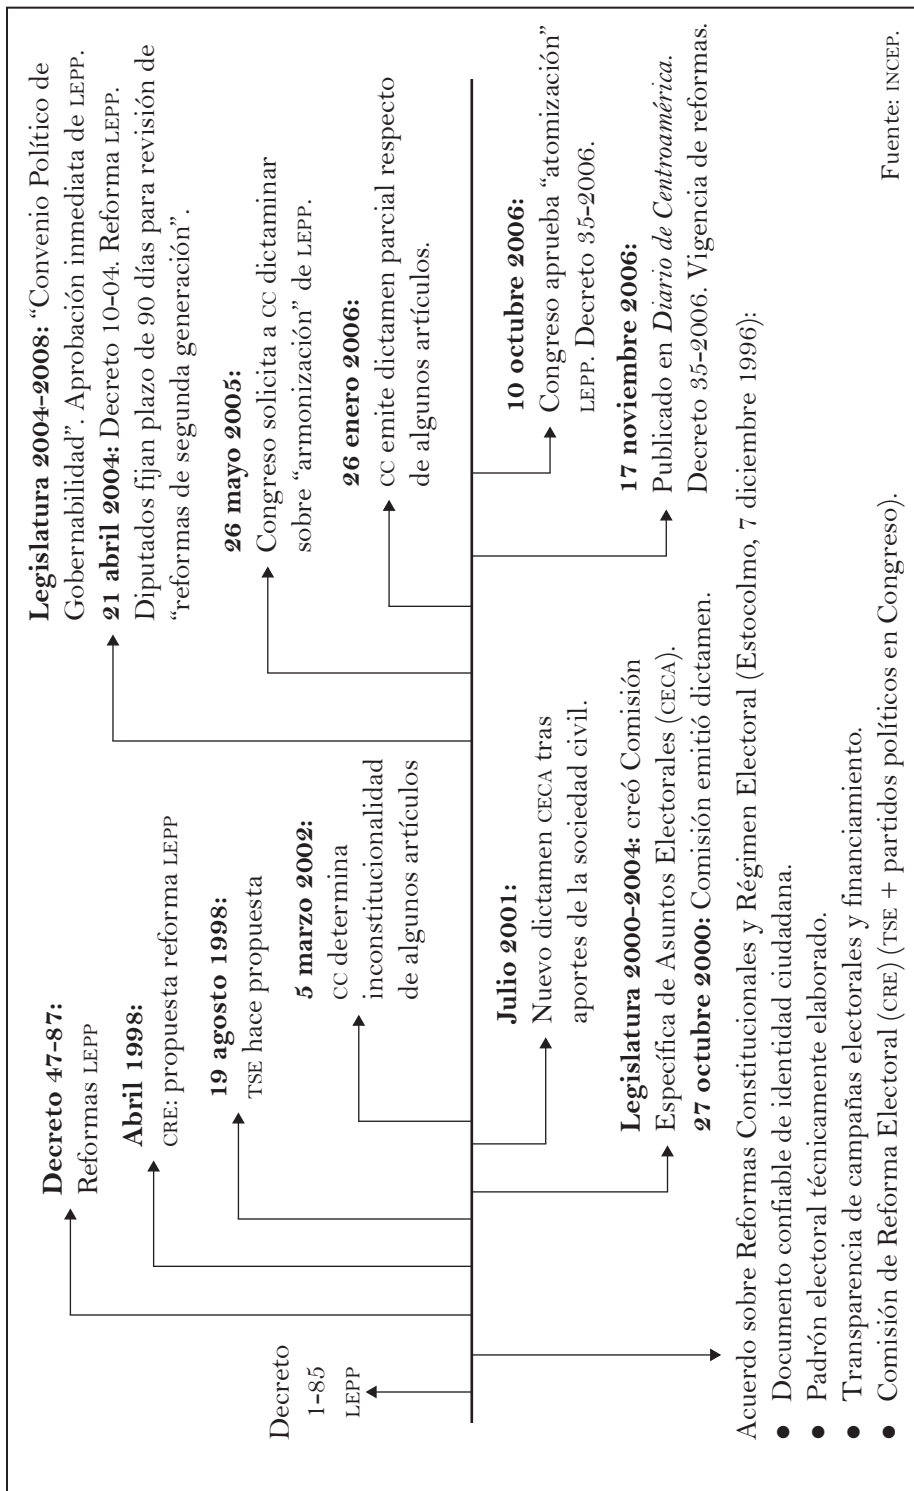 Decreto
1-85
LEPP
Decreto 47-87:
Reformas LEPP
Abril 1998:
CRE: propuesta reforma LEPP
19 agosto 1998:
TSE hace propuesta
5 marzo 2002:
CC determina
inconstitucionalidad
de algunos artículos
Legislatura 2004-2008: “Convenio Político de
Gobernabilidad”. Aprobación inmediata de LEPP.
21 abril 2004: Decreto 10-04. Reforma LEPP.
Diputados fijan plazo de 90 días para revisión de
“reformas de segunda generación”.
26 mayo 2005:
Congreso solicita a CC dictaminar
sobre “armonización” de LEPP.
26 enero 2006:
CC emite dictamen parcial respecto
de algunos artículos.
Julio 2001:
Nuevo dictamen CECA tras
aportes de la sociedad civil.
Legislatura 2000-2004: creó Comisión
Específica de Asuntos Electorales (CECA).
27 octubre 2000: Comisión emitió dictamen.
10 octubre 2006:
Congreso aprueba “atomización”
LEPP. Decreto 35-2006.
17 noviembre 2006:
Publicado en Diario de Centroamérica.
Decreto 35-2006. Vigencia de reformas.
Acuerdo sobre Reformas Constitucionales y Régimen Electoral (Estocolmo, 7 diciembre 1996):
● Documento confiable de identidad ciudadana.
● Padrón electoral técnicamente elaborado.
● Transparencia de campañas electorales y financiamiento.
● Comisión de Reforma Electoral (CRE) (TSE + partidos políticos en Congreso).
Fuente: INCEP.